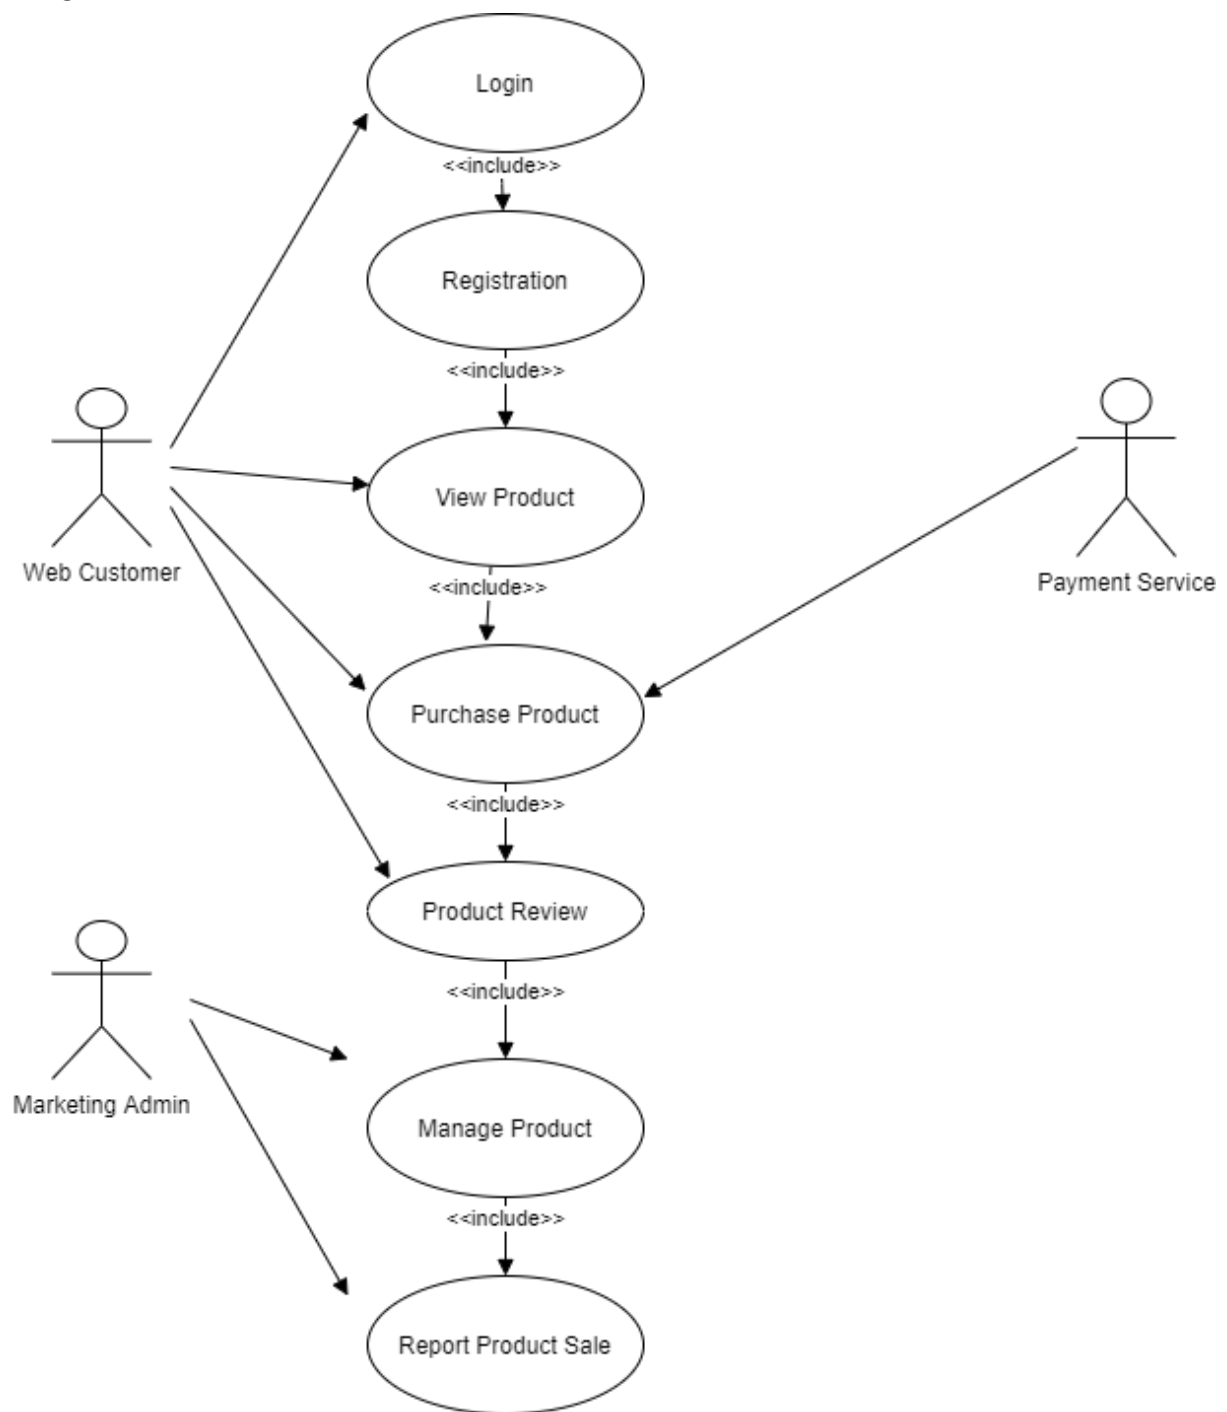 Login
<<include>>
Registration
<<include>>
View Product
<<include>>
Web Customer
Payment Service
Purchase Product
<<include>>
Product Review
<<include>>
Marketing Admin
Manage Product
<<include>>
Report Product Sale